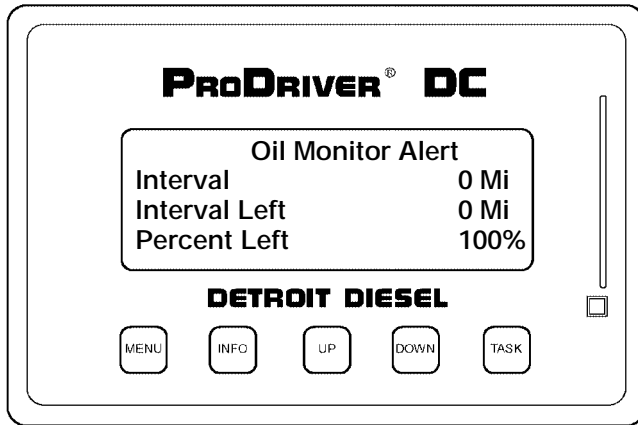 PRODRIVER® DC
Oil Monitor Alert
Interval 0 Mi
Interval Left 0 Mi
Percent Left 100%
DETROIT DIESEL
MENU INFO UP DOWN TASK